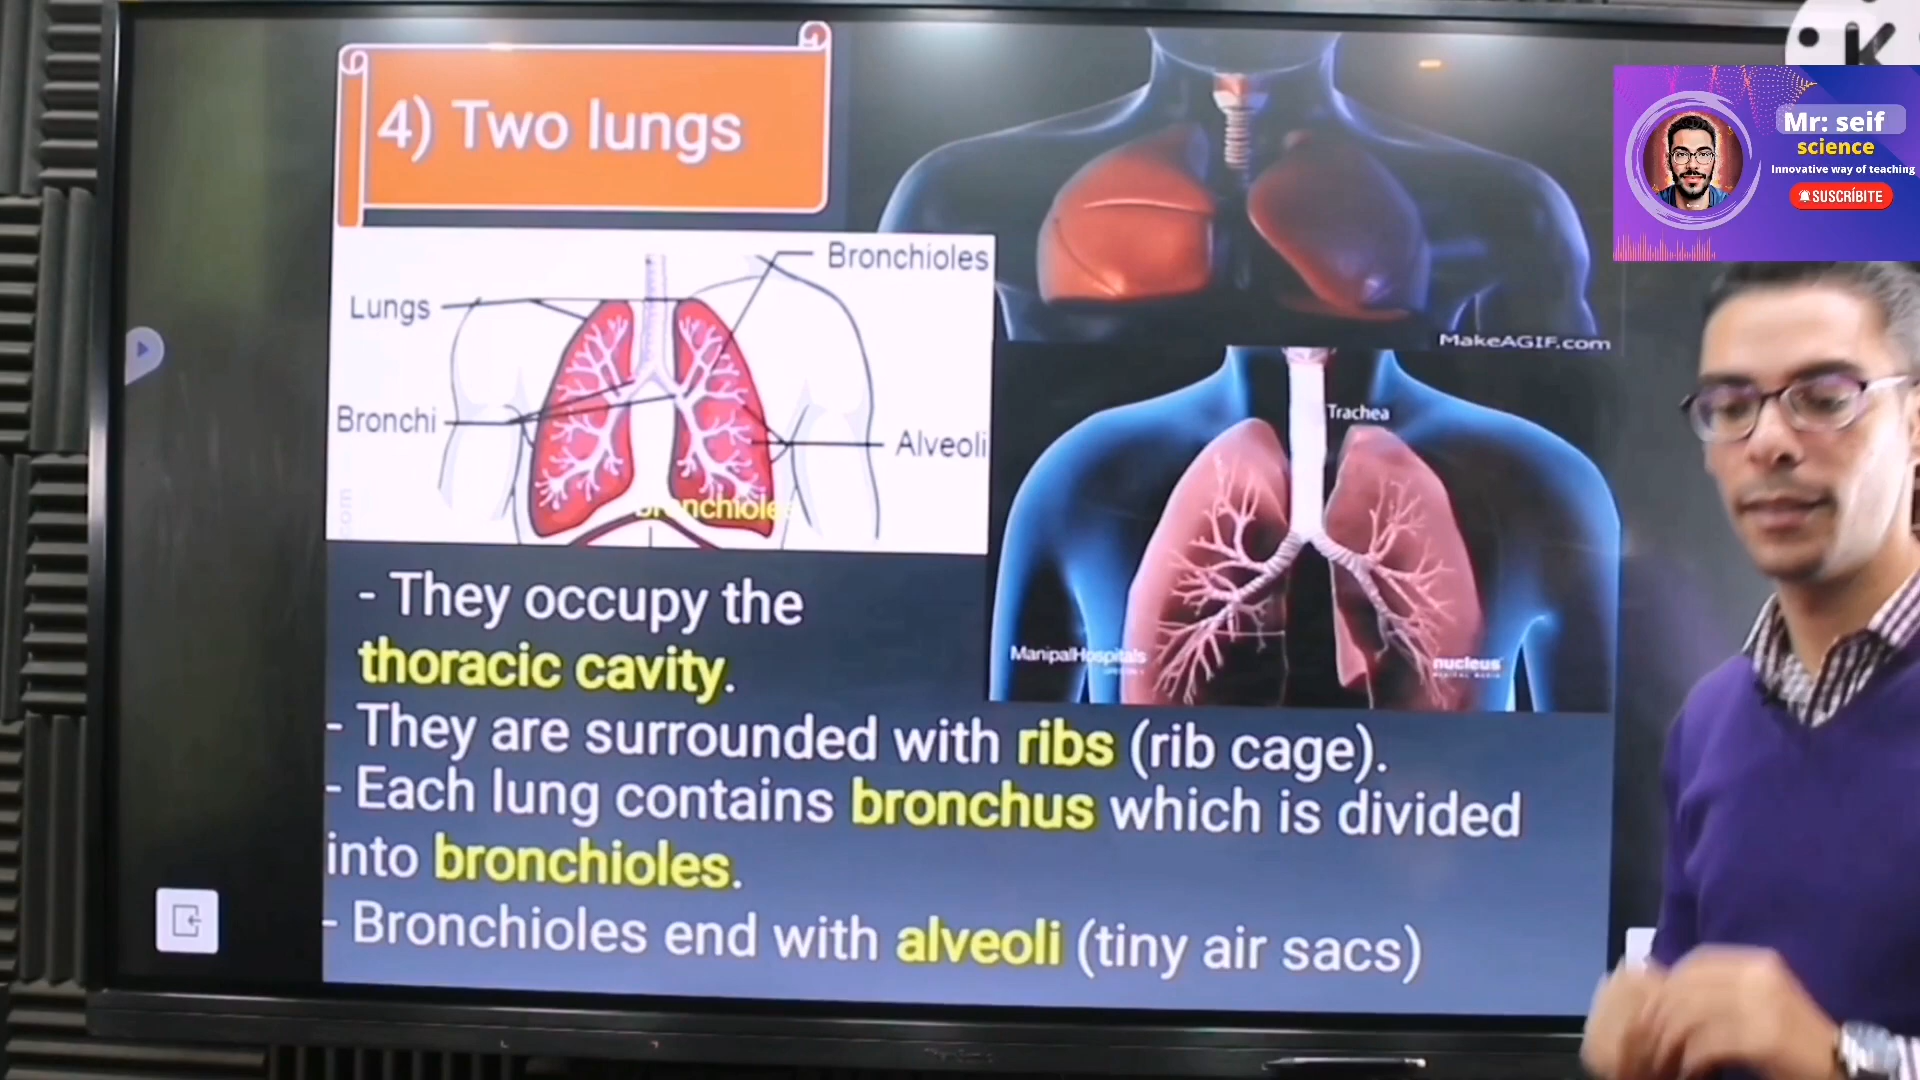 4) Two lungs
Mr: seif
science
Innovative way of teaching
SUSCRÍBITE
Bronchioles
Lungs
Bronchi
Alveoli
bronchioles
.com
MakeAGIF.com
Trachea
ManipalHospitals
nucleus
- They occupy the
thoracic cavity.
- They are surrounded with ribs (rib cage).
- Each lung contains bronchus which is divided
into bronchioles.
- Bronchioles end with alveoli (tiny air sacs)
K